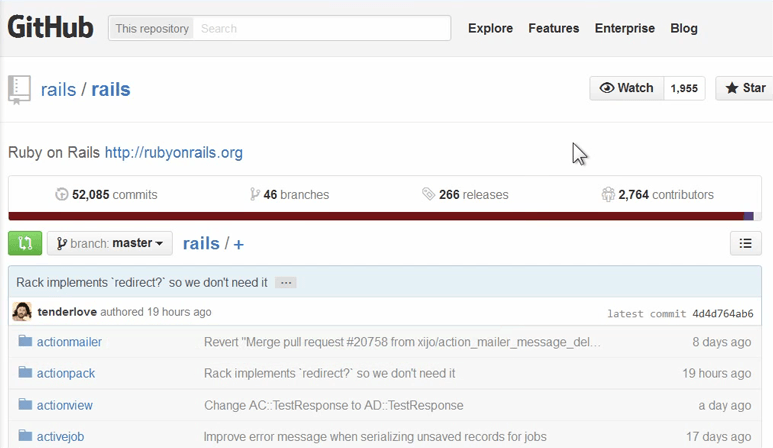 GitHub This repository Search Explore Features Enterprise Blog
rails / rails Watch 1,955 Star
Ruby on Rails http://rubyonrails.org
52,085 commits 46 branches 266 releases 2,764 contributors
branch: master rails / +
Rack implements `redirect?` so we don't need it ...
tenderlove authored 19 hours ago latest commit 4d4d764ab6
actionmailer Revert "Merge pull request #20758 from xijo/action_mailer_message_del... 8 days ago
actionpack Rack implements `redirect?` so we don't need it 19 hours ago
actionview Change AC::TestResponse to AD::TestResponse a day ago
activejob Improve error message when serializing unsaved records for jobs 17 days ago